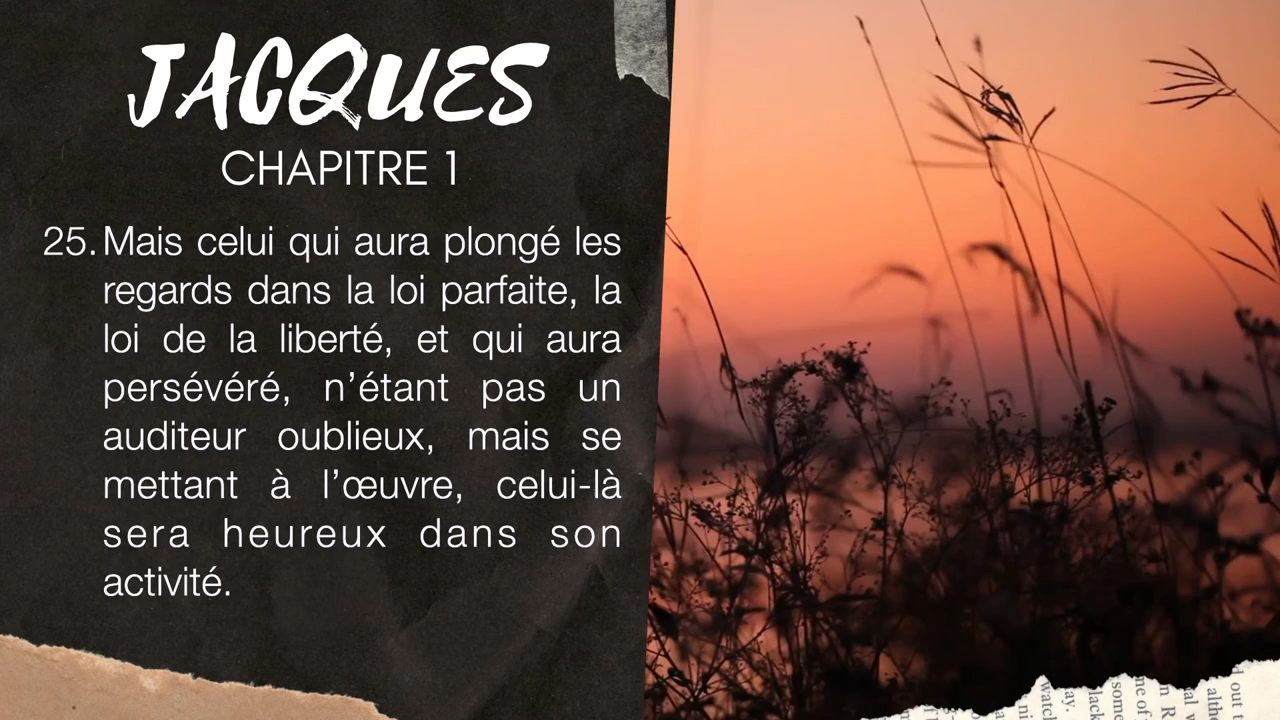 JACQUES
CHAPITRE 1
25. Mais celui qui aura plongé les
regards dans la loi parfaite, la
loi de la liberté, et qui aura
persévéré, n’étant pas un
auditeur oublieux, mais se
mettant à l’œuvre, celui-là
sera heureux dans son
activité.